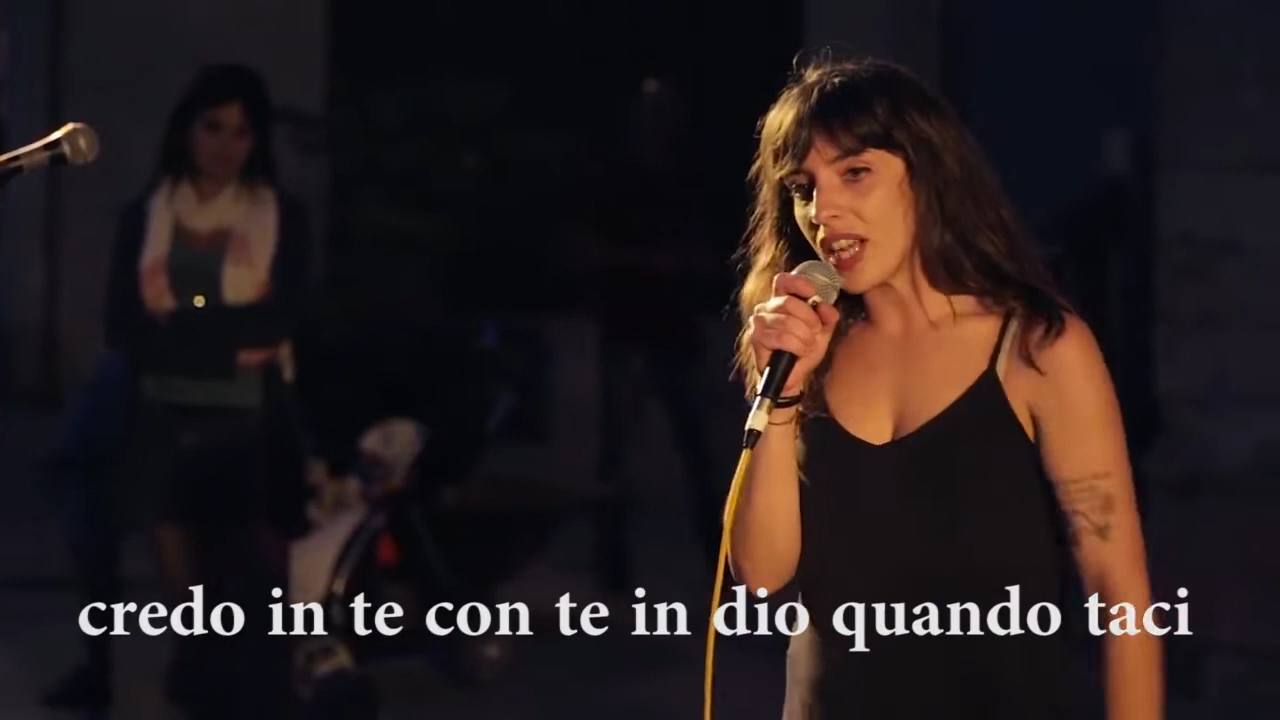 credo in te con te in dio quando taci